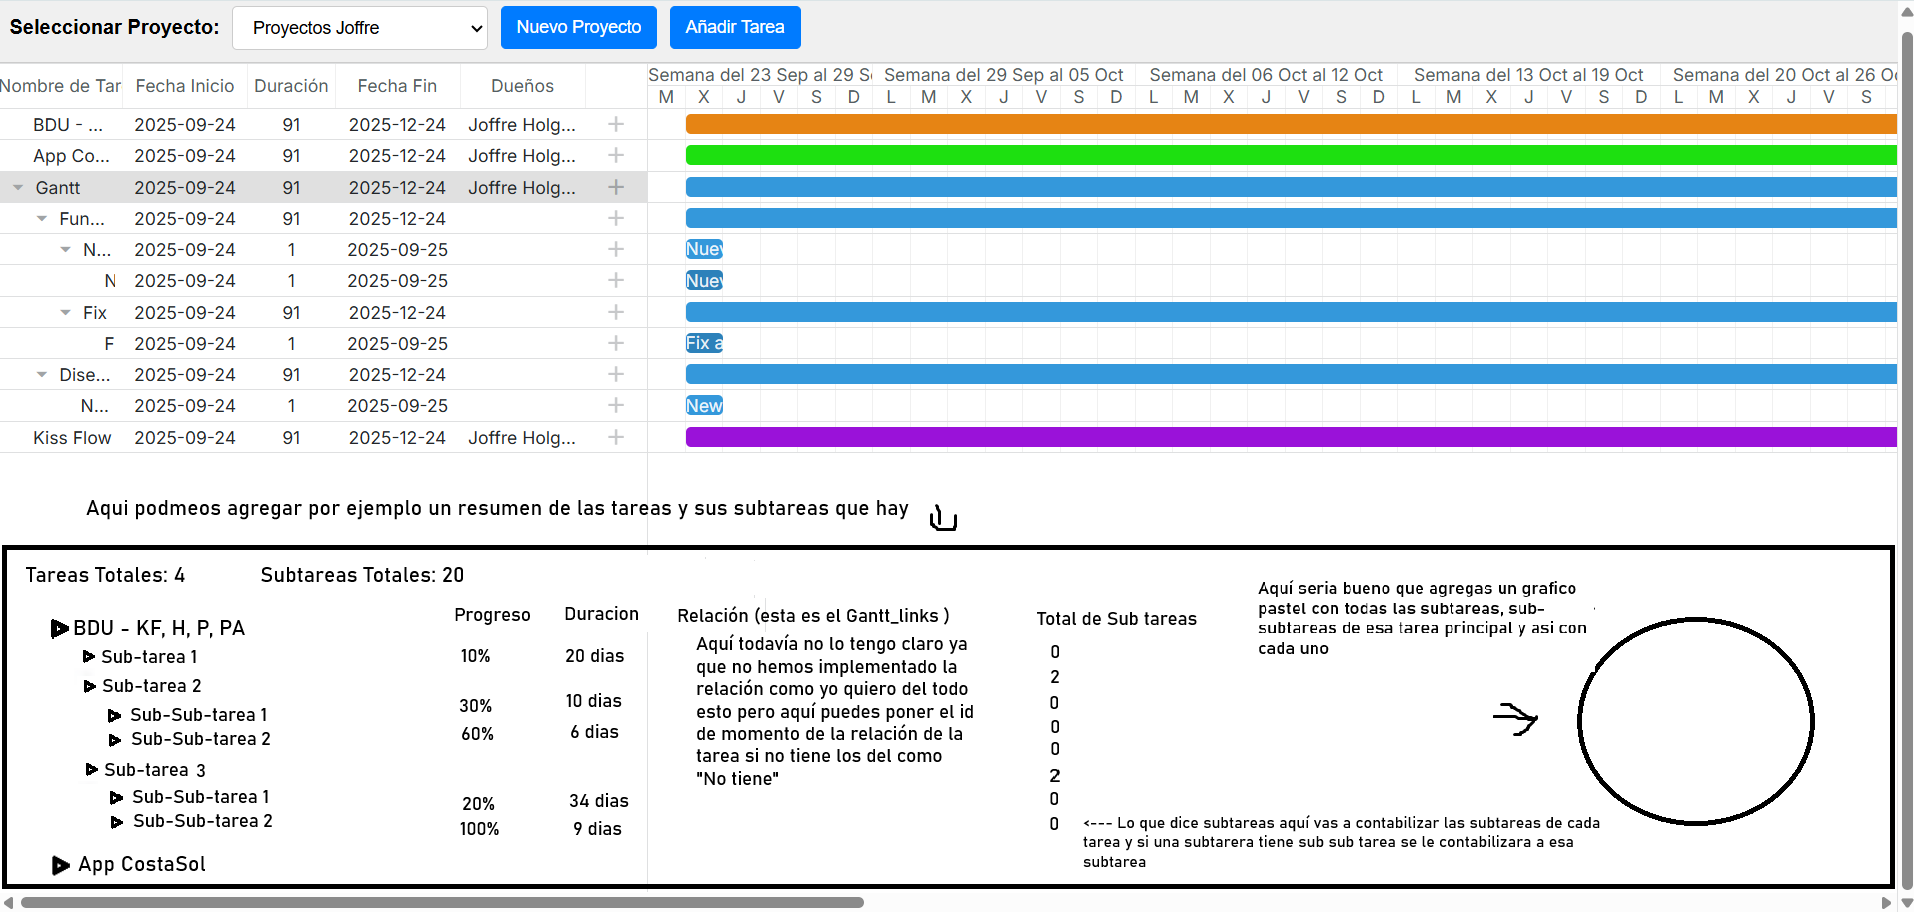 Seleccionar Proyecto: Proyectos Joffre Nuevo Proyecto Añadir Tarea
Nombre de Tar Fecha Inicio Duración Fecha Fin Dueños
Semana del 23 Sep al 29 S Semana del 29 Sep al 05 Oct Semana del 06 Oct al 12 Oct Semana del 13 Oct al 19 Oct Semana del 20 Oct al 26 Oc
M X J V S D L M X J V S D L M X J V S D L M X J V S D L M X J V S
BDU - ... 2025-09-24 91 2025-12-24 Joffre Holg... +
App Co... 2025-09-24 91 2025-12-24 Joffre Holg... +
Gantt 2025-09-24 91 2025-12-24 Joffre Holg... +
Fun... 2025-09-24 91 2025-12-24 +
N... 2025-09-24 1 2025-09-25 + Nuev
N 2025-09-24 1 2025-09-25 + Nuev
Fix 2025-09-24 91 2025-12-24 +
F 2025-09-24 1 2025-09-25 + Fix a
Dise... 2025-09-24 91 2025-12-24 +
N... 2025-09-24 1 2025-09-25 + New
Kiss Flow 2025-09-24 91 2025-12-24 Joffre Holg... +
Aqui podmeos agregar por ejemplo un resumen de las tareas y sus subtareas que hay
Tareas Totales: 4 Subtareas Totales: 20
Progreso Duracion
BDU - KF, H, P, PA
Sub-tarea 1 10% 20 dias
Sub-tarea 2
Sub-Sub-tarea 1 30% 10 dias
Sub-Sub-tarea 2 60% 6 dias
Sub-tarea 3
Sub-Sub-tarea 1 20% 34 dias
Sub-Sub-tarea 2 100% 9 dias
App CostaSol
Relación (esta es el Gantt_links )
Aquí todavía no lo tengo claro ya
que no hemos implementado la
relación como yo quiero del todo
esto pero aquí puedes poner el id
de momento de la relación de la
tarea si no tiene los del como
"No tiene"
Total de Sub tareas
0
2
0
0
0
2
0
0
<--- Lo que dice subtareas aquí vas a contabilizar las subtareas de cada
tarea y si una subtarera tiene sub sub tarea se le contabilizara a esa
subtarea
Aquí seria bueno que agregas un grafico
pastel con todas las subtareas, sub-
subtareas de esa tarea principal y asi con
cada uno